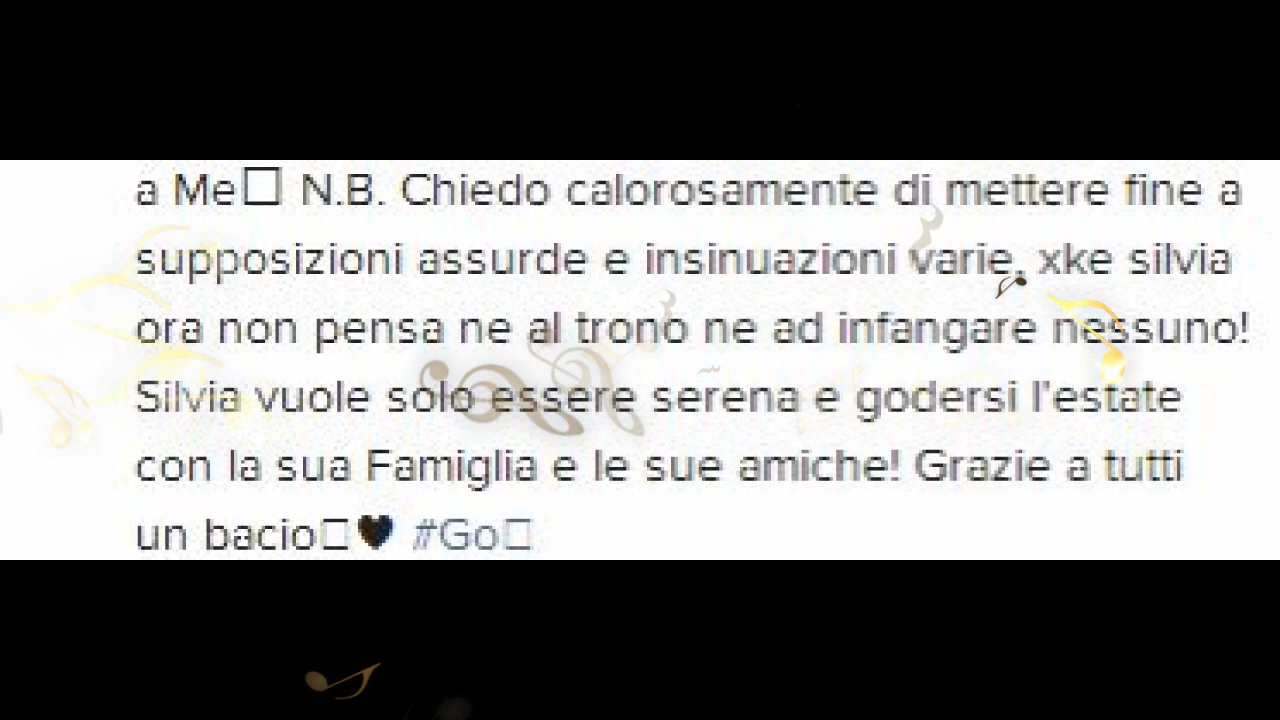 a Me□ N.B. Chiedo calorosamente di mettere fine a
supposizioni assurde e insinuazioni varie, xke silvia
ora non pensa ne al trono ne ad infangare nessuno!
Silvia vuole solo essere serena e godersi l'estate
con la sua Famiglia e le sue amiche! Grazie a tutti
un bacio□♥ #Go□